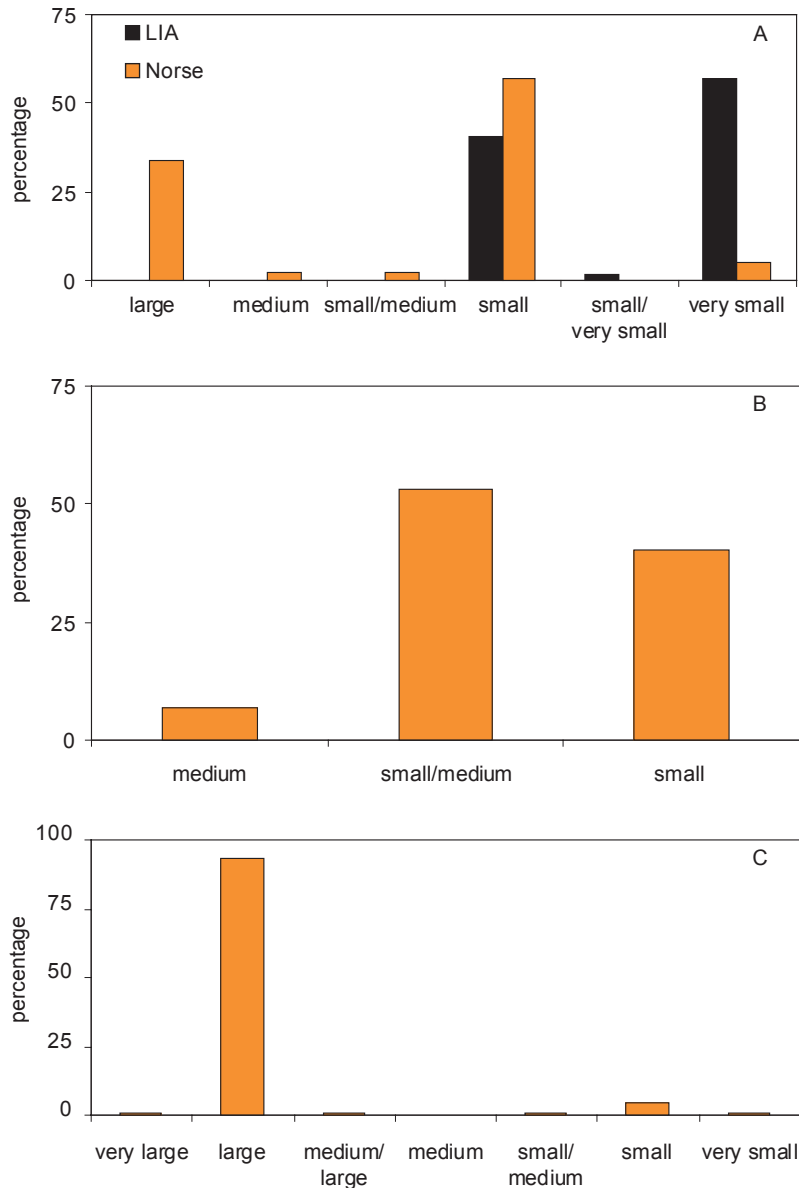 75
A
LIA
Norse
50
percentage
25
0
large medium small/medium small small/ very small
very small
75
B
50
percentage
25
0
medium small/medium small
100
C
75
percentage
50
25
0
very large large medium/ medium small/ small very small
large medium